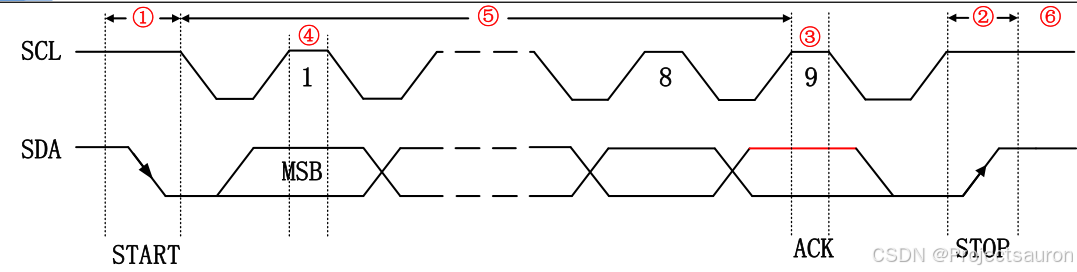 ① ⑤ ② ⑥
④ ③
SCL
1 8 9
SDA
MSB
START ACK STOP
CSDN @Projectsauron